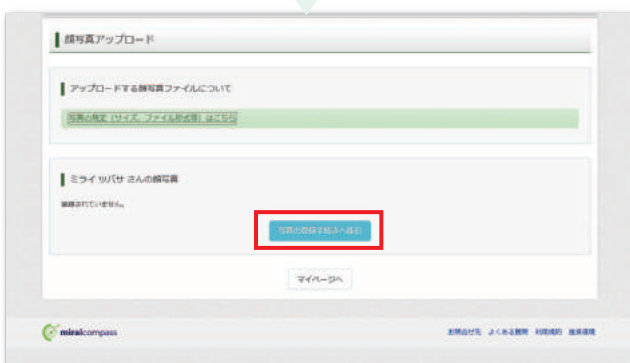 顔写真アップロード
アップロードする顔写真ファイルについて
写真の規定（サイズ、ファイル形式等）はこちら
ミライ ツバサ さんの顔写真
登録されていません。
写真の登録手続きへ進む
マイページへ
miraicompass
お問合せ先 よくある質問 利用規約 推奨環境